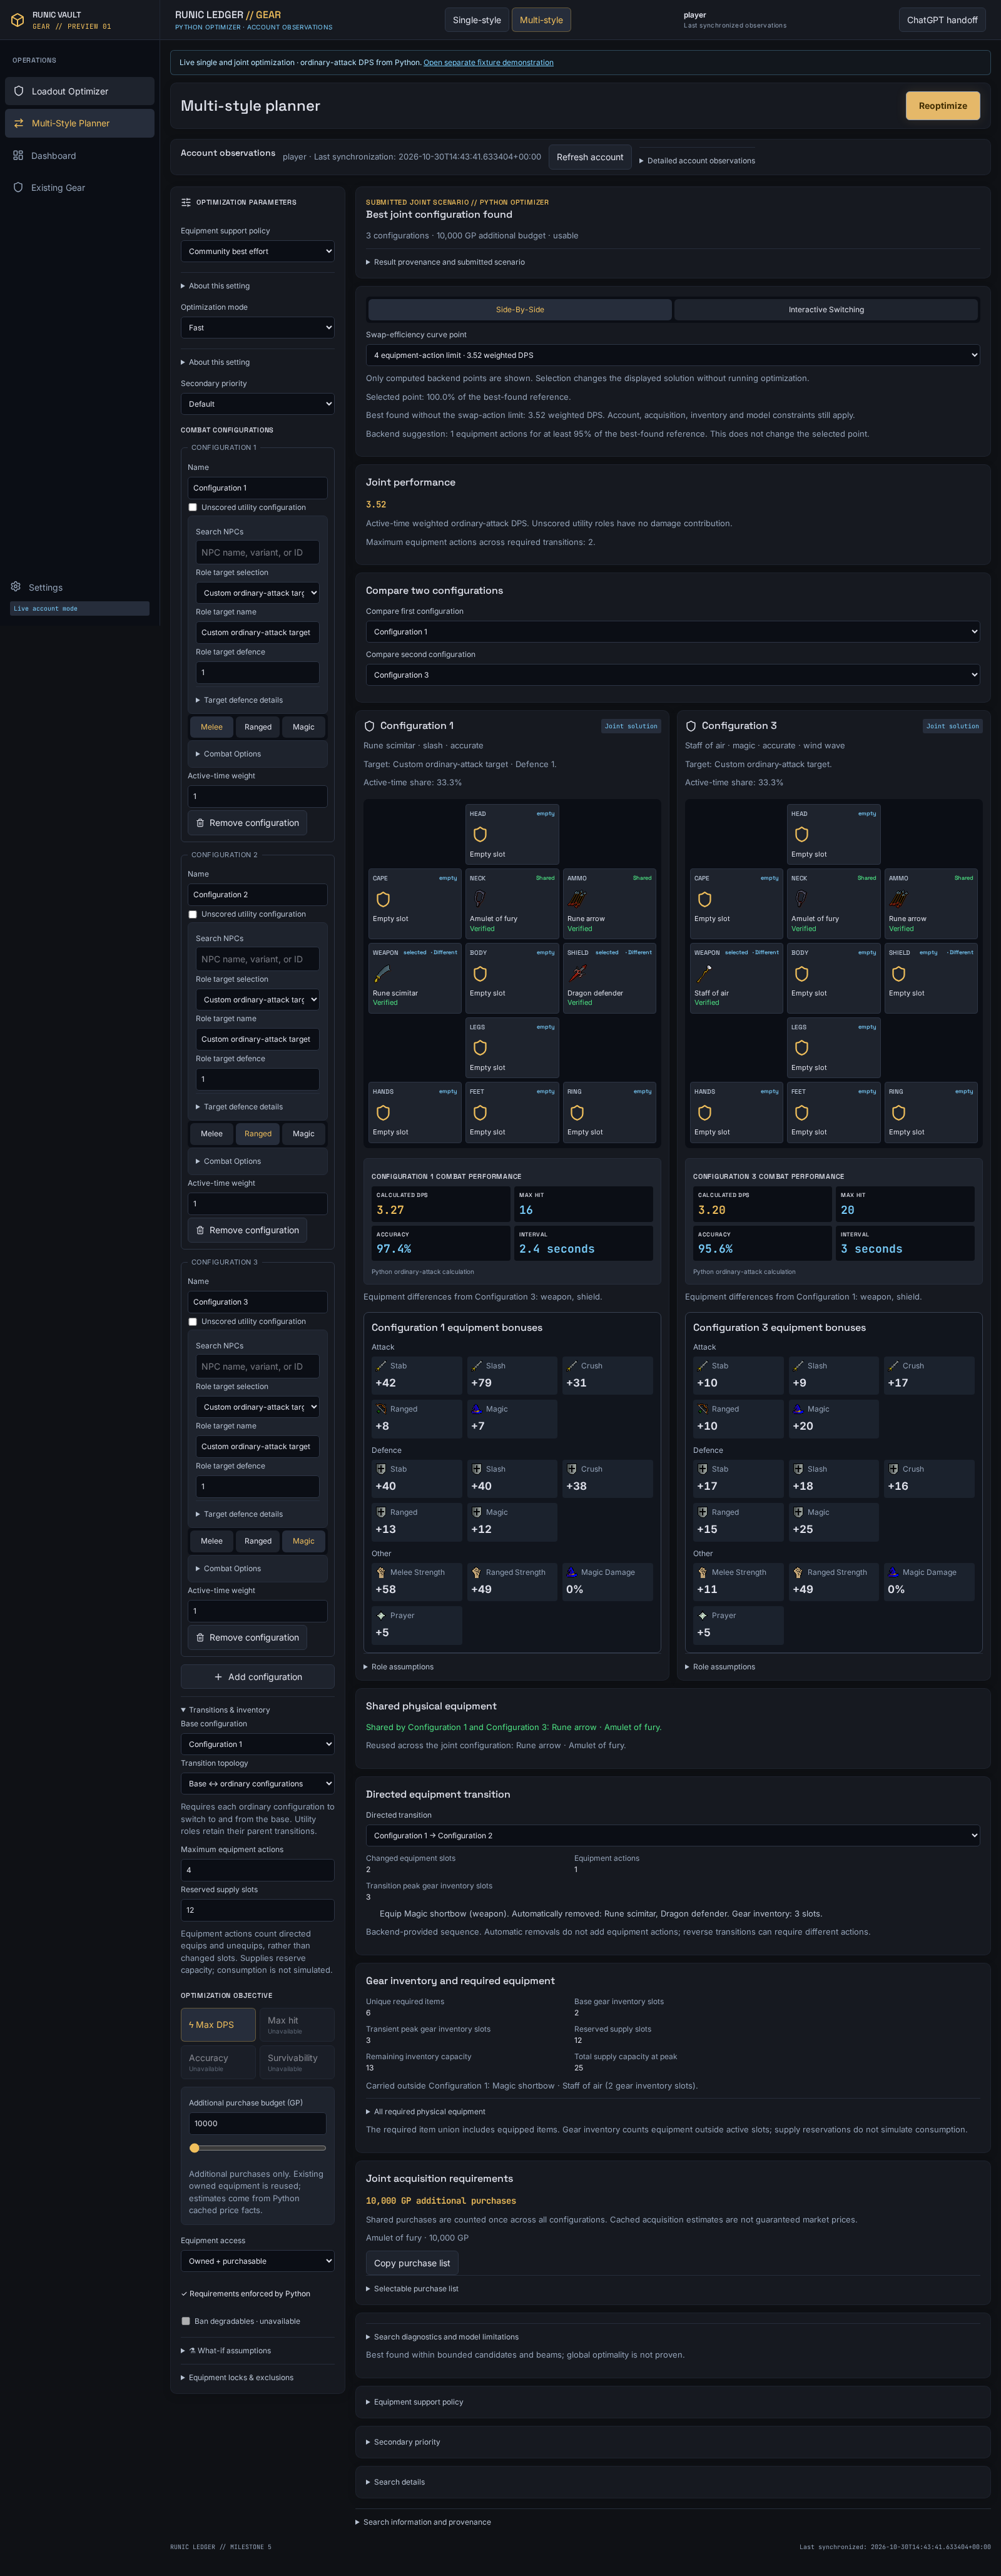 RUNIC VAULT
GEAR // PREVIEW 01
OPERATIONS
Loadout Optimizer
Multi-Style Planner
Dashboard
Existing Gear
Settings
Live account mode
RUNIC LEDGER // GEAR
PYTHON OPTIMIZER · ACCOUNT OBSERVATIONS
Single-style
Multi-style
player
Last synchronized observations
ChatGPT handoff
Live single and joint optimization · ordinary-attack DPS from Python. Open separate fixture demonstration
Multi-style planner
Reoptimize
Account observations
player · Last synchronization: 2026-10-30T14:43:41.633404+00:00
Refresh account
Detailed account observations
OPTIMIZATION PARAMETERS
Equipment support policy
Community best effort
About this setting
Optimization mode
Fast
About this setting
Secondary priority
Default
COMBAT CONFIGURATIONS
CONFIGURATION 1
Name
Configuration 1
Unscored utility configuration
Search NPCs
NPC name, variant, or ID
Role target selection
Custom ordinary-attack targ
Role target name
Custom ordinary-attack target
Role target defence
1
Target defence details
Melee
Ranged
Magic
Combat Options
Active-time weight
1
Remove configuration
CONFIGURATION 2
Name
Configuration 2
Unscored utility configuration
Search NPCs
NPC name, variant, or ID
Role target selection
Custom ordinary-attack targ
Role target name
Custom ordinary-attack target
Role target defence
1
Target defence details
Melee
Ranged
Magic
Combat Options
Active-time weight
1
Remove configuration
CONFIGURATION 3
Name
Configuration 3
Unscored utility configuration
Search NPCs
NPC name, variant, or ID
Role target selection
Custom ordinary-attack targ
Role target name
Custom ordinary-attack target
Role target defence
1
Target defence details
Melee
Ranged
Magic
Combat Options
Active-time weight
1
Remove configuration
Add configuration
Transitions & inventory
Base configuration
Configuration 1
Transition topology
Base ↔ ordinary configurations
Requires each ordinary configuration to
switch to and from the base. Utility
roles retain their parent transitions.
Maximum equipment actions
4
Reserved supply slots
12
Equipment actions count directed
equips and unequips, rather than
changed slots. Supplies reserve
capacity; consumption is not simulated.
OPTIMIZATION OBJECTIVE
Max DPS
Max hit
Unavailable
Accuracy
Unavailable
Survivability
Unavailable
Additional purchase budget (GP)
10000
Additional purchases only. Existing
owned equipment is reused;
estimates come from Python
cached price facts.
Equipment access
Owned + purchasable
✓ Requirements enforced by Python
Ban degradables · unavailable
What-if assumptions
Equipment locks & exclusions
SUBMITTED JOINT SCENARIO // PYTHON OPTIMIZER
Best joint configuration found
3 configurations · 10,000 GP additional budget · usable
Result provenance and submitted scenario
Side-By-Side
Interactive Switching
Swap-efficiency curve point
4 equipment-action limit · 3.52 weighted DPS
Only computed backend points are shown. Selection changes the displayed solution without running optimization.
Selected point: 100.0% of the best-found reference.
Best found without the swap-action limit: 3.52 weighted DPS. Account, acquisition, inventory and model constraints still apply.
Backend suggestion: 1 equipment actions for at least 95% of the best-found reference. This does not change the selected point.
Joint performance
3.52
Active-time weighted ordinary-attack DPS. Unscored utility roles have no damage contribution.
Maximum equipment actions across required transitions: 2.
Compare two configurations
Compare first configuration
Configuration 1
Compare second configuration
Configuration 3
Configuration 1
Joint solution
Rune scimitar · slash · accurate
Target: Custom ordinary-attack target · Defence 1.
Active-time share: 33.3%
HEAD empty
Empty slot
CAPE empty
Empty slot
NECK Shared
Amulet of fury
Verified
AMMO Shared
Rune arrow
Verified
WEAPON selected · Different
Rune scimitar
Verified
BODY empty
Empty slot
SHIELD selected · Different
Dragon defender
Verified
LEGS empty
Empty slot
HANDS empty
Empty slot
FEET empty
Empty slot
RING empty
Empty slot
CONFIGURATION 1 COMBAT PERFORMANCE
CALCULATED DPS
3.27
MAX HIT
16
ACCURACY
97.4%
INTERVAL
2.4 seconds
Python ordinary-attack calculation
Equipment differences from Configuration 3: weapon, shield.
Configuration 1 equipment bonuses
Attack
Stab
+42
Slash
+79
Crush
+31
Ranged
+8
Magic
+7
Defence
Stab
+40
Slash
+40
Crush
+38
Ranged
+13
Magic
+12
Other
Melee Strength
+58
Ranged Strength
+49
Magic Damage
0%
Prayer
+5
Role assumptions
Configuration 3
Joint solution
Staff of air · magic · accurate · wind wave
Target: Custom ordinary-attack target.
Active-time share: 33.3%
HEAD empty
Empty slot
CAPE empty
Empty slot
NECK Shared
Amulet of fury
Verified
AMMO Shared
Rune arrow
Verified
WEAPON selected · Different
Staff of air
Verified
BODY empty
Empty slot
SHIELD empty · Different
Empty slot
LEGS empty
Empty slot
HANDS empty
Empty slot
FEET empty
Empty slot
RING empty
Empty slot
CONFIGURATION 3 COMBAT PERFORMANCE
CALCULATED DPS
3.20
MAX HIT
20
ACCURACY
95.6%
INTERVAL
3 seconds
Python ordinary-attack calculation
Equipment differences from Configuration 1: weapon, shield.
Configuration 3 equipment bonuses
Attack
Stab
+10
Slash
+9
Crush
+17
Ranged
+10
Magic
+20
Defence
Stab
+17
Slash
+18
Crush
+16
Ranged
+15
Magic
+25
Other
Melee Strength
+11
Ranged Strength
+49
Magic Damage
0%
Prayer
+5
Role assumptions
Shared physical equipment
Shared by Configuration 1 and Configuration 3: Rune arrow · Amulet of fury.
Reused across the joint configuration: Rune arrow · Amulet of fury.
Directed equipment transition
Directed transition
Configuration 1 → Configuration 2
Changed equipment slots
2
Equipment actions
1
Transition peak gear inventory slots
3
Equip Magic shortbow (weapon). Automatically removed: Rune scimitar, Dragon defender. Gear inventory: 3 slots.
Backend-provided sequence. Automatic removals do not add equipment actions; reverse transitions can require different actions.
Gear inventory and required equipment
Unique required items
6
Base gear inventory slots
2
Transient peak gear inventory slots
3
Reserved supply slots
12
Remaining inventory capacity
13
Total supply capacity at peak
25
Carried outside Configuration 1: Magic shortbow · Staff of air (2 gear inventory slots).
All required physical equipment
The required item union includes equipped items. Gear inventory counts equipment outside active slots; supply reservations do not simulate consumption.
Joint acquisition requirements
10,000 GP additional purchases
Shared purchases are counted once across all configurations. Cached acquisition estimates are not guaranteed market prices.
Amulet of fury · 10,000 GP
Copy purchase list
Selectable purchase list
Search diagnostics and model limitations
Best found within bounded candidates and beams; global optimality is not proven.
Equipment support policy
Secondary priority
Search details
Search information and provenance
RUNIC LEDGER // MILESTONE 5
Last synchronized: 2026-10-30T14:43:41.633404+00:00